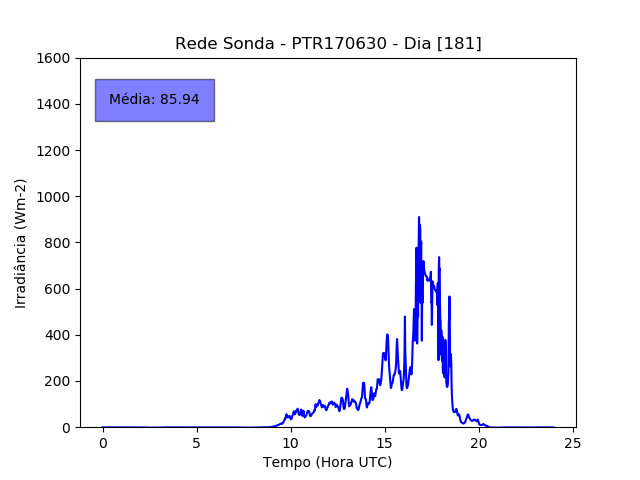 Rede Sonda - PTR170630 - Dia [181]
1600
1400
1200
1000
800
600
400
200
0
Média: 85.94
Irradiância (Wm-2)
0 5 10 15 20 25
Tempo (Hora UTC)